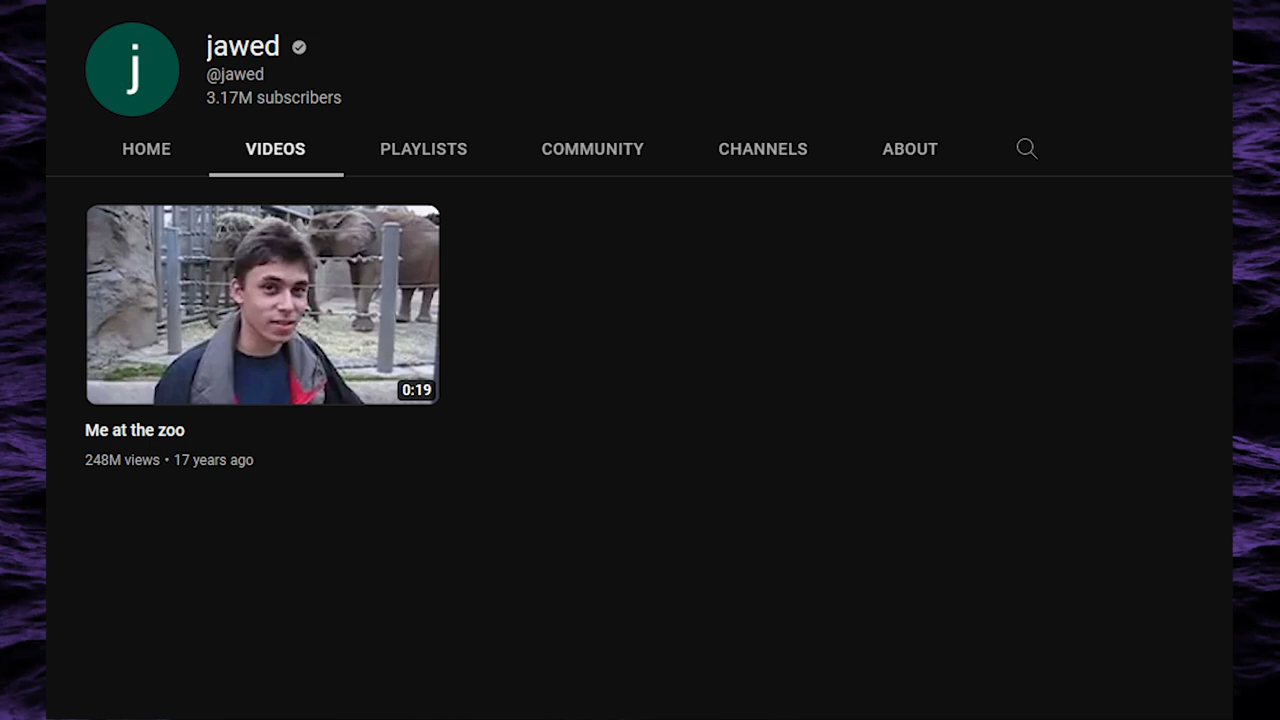 j
jawed
@jawed
3.17M subscribers
HOME VIDEOS PLAYLISTS COMMUNITY CHANNELS ABOUT
0:19
Me at the zoo
248M views • 17 years ago